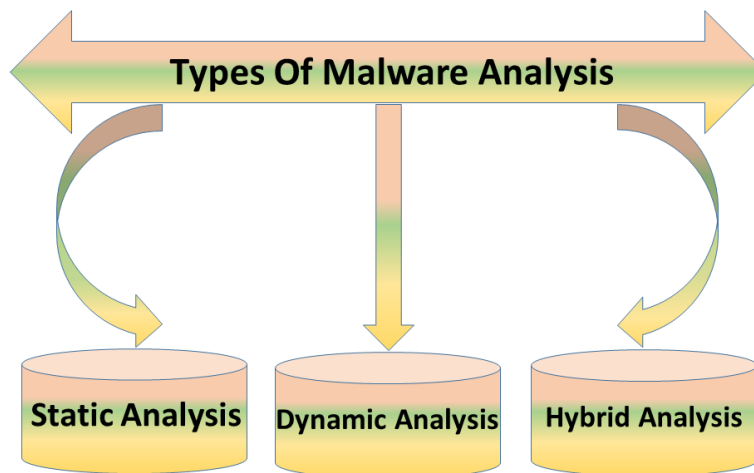 Types Of Malware Analysis
Static Analysis
Dynamic Analysis
Hybrid Analysis